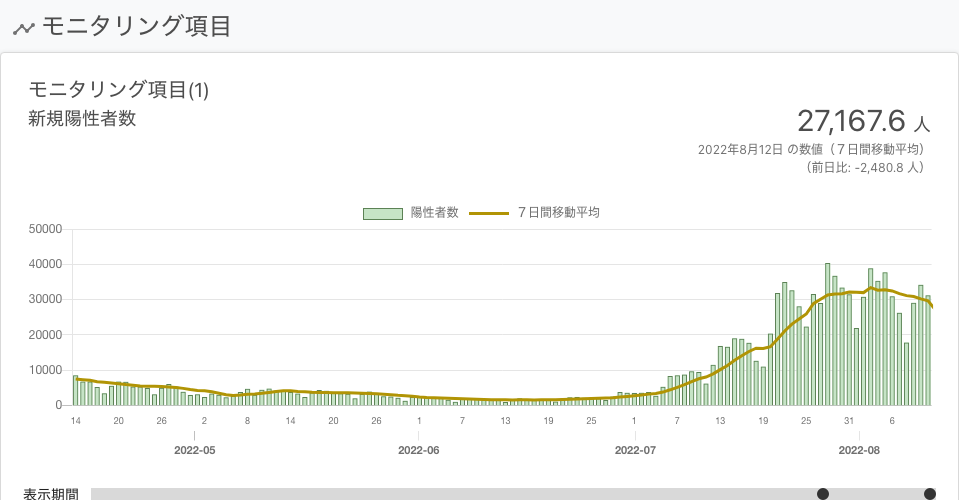 モニタリング項目
モニタリング項目(1)
新規陽性者数
27,167.6 人
2022年8月12日 の数値（７日間移動平均）
（前日比: -2,480.8 人）
陽性者数 ７日間移動平均
50000
40000
30000
20000
10000
0
14 20 26 2 8 14 20 26 1 7 13 19 25 1 7 13 19 25 31 6
2022-05 2022-06 2022-07 2022-08
表示期間